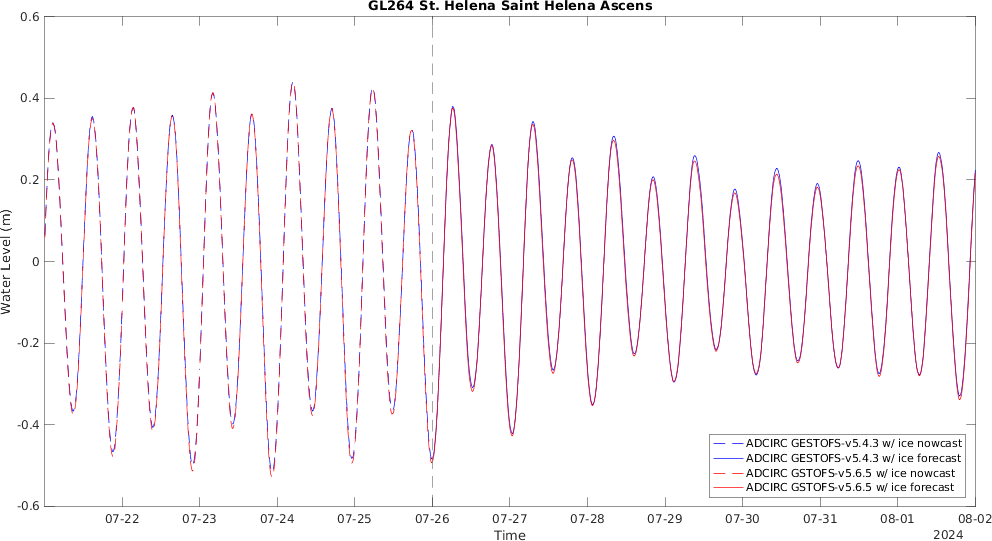 GL264 St. Helena Saint Helena Ascens
0.6
0.4
0.2
0
-0.2
-0.4
-0.6
Water Level (m)
ADCIRC GESTOFS-v5.4.3 w/ ice nowcast
ADCIRC GESTOFS-v5.4.3 w/ ice forecast
ADCIRC GSTOFS-v5.6.5 w/ ice nowcast
ADCIRC GSTOFS-v5.6.5 w/ ice forecast
07-22 07-23 07-24 07-25 07-26 07-27 07-28 07-29 07-30 07-31 08-01 08-02
Time
2024